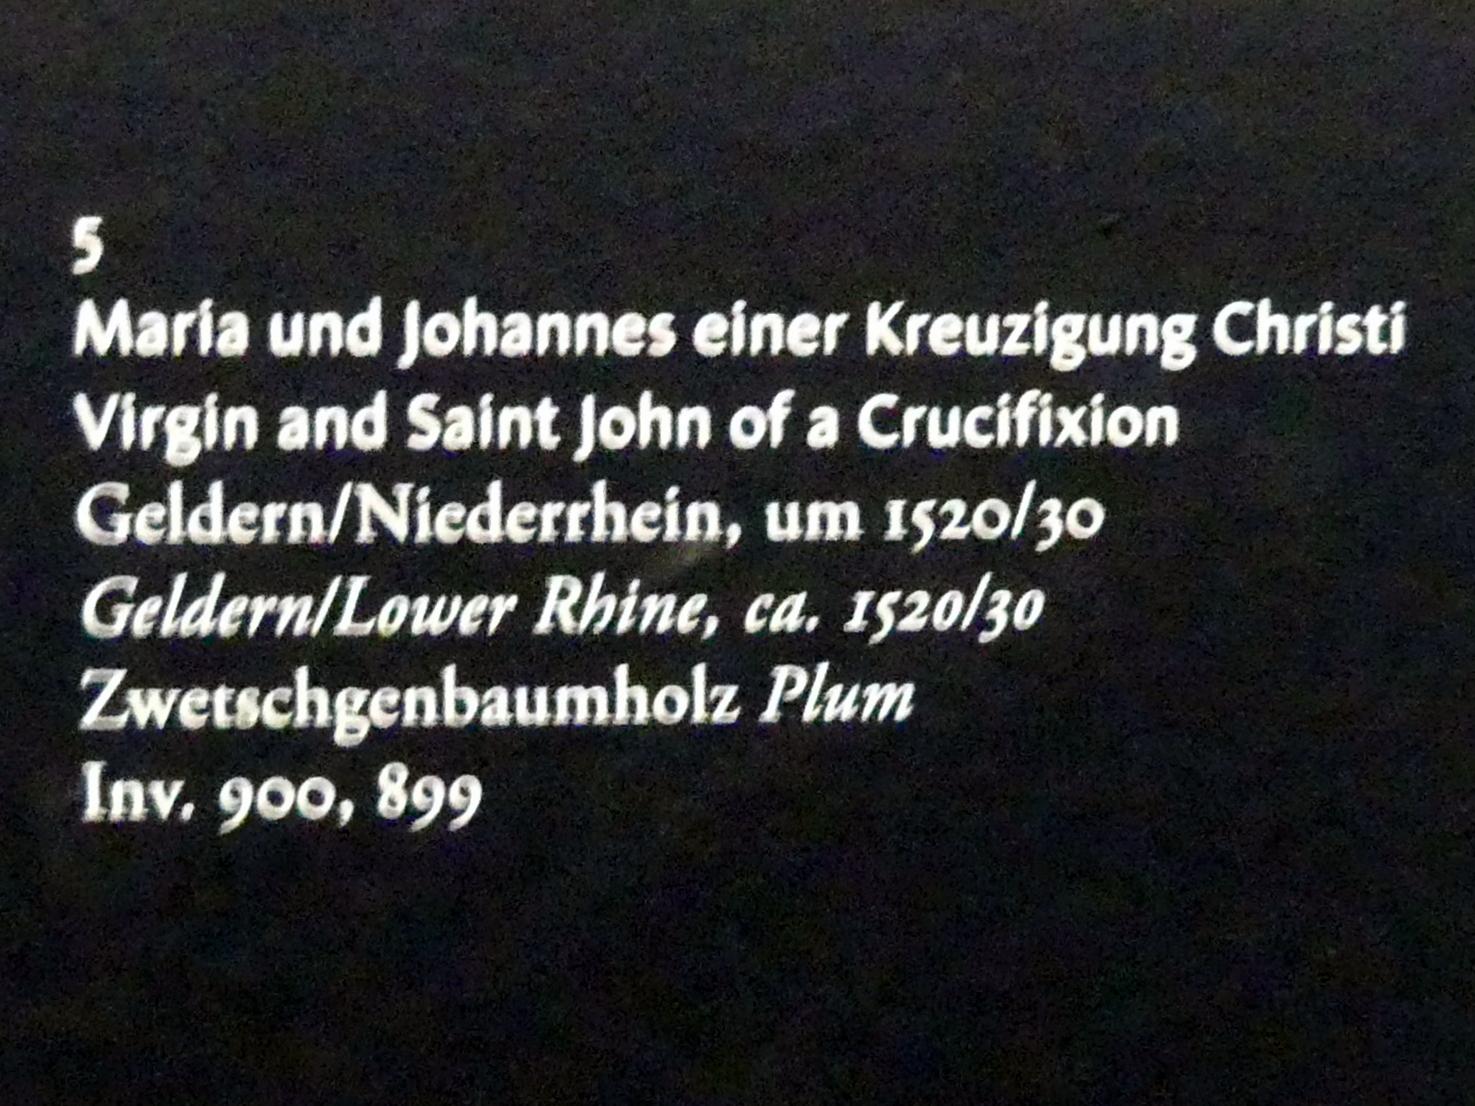 5
Maria und Johannes einer Kreuzigung Christi
Virgin and Saint John of a Crucifixion
Geldern/Niederrhein, um 1520/30
Geldern/Lower Rhine, ca. 1520/30
Zwetschgenbaumholz Plum
Inv. 900, 899